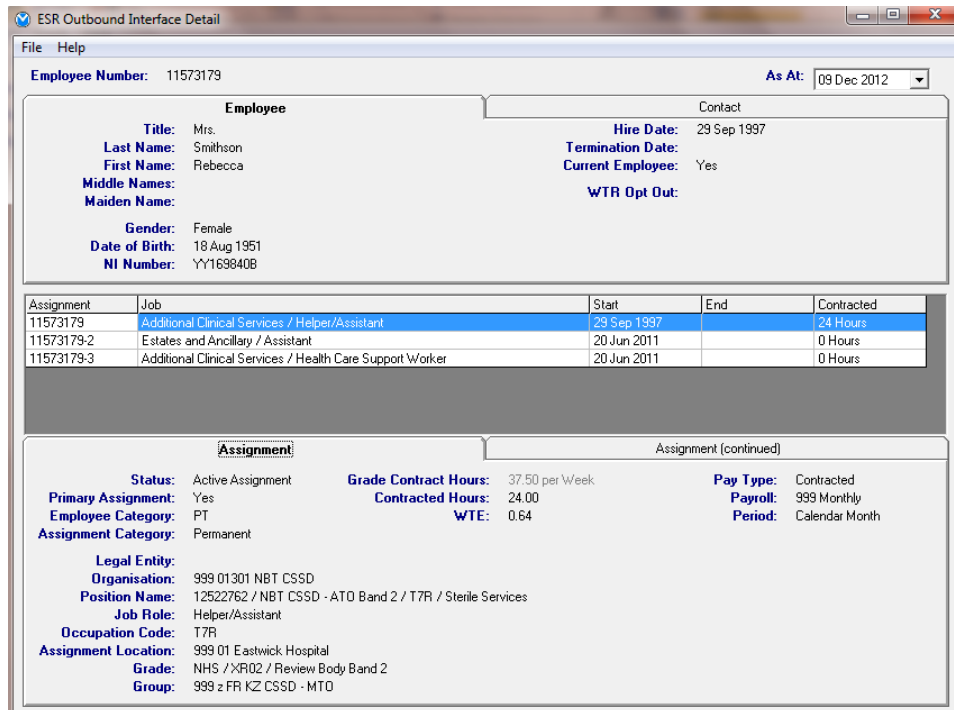 ESR Outbound Interface Detail
File Help
Employee Number: 11573179 As At: 09 Dec 2012
Employee Contact
Title: Mrs. Hire Date: 29 Sep 1997
Last Name: Smithson Termination Date:
First Name: Rebecca Current Employee: Yes
Middle Names: WTR Opt Out:
Maiden Name:
Gender: Female
Date of Birth: 18 Aug 1951
NI Number: YY169840B
Assignment Job Start End Contracted
11573179 Additional Clinical Services / Helper/Assistant 29 Sep 1997 24 Hours
11573179-2 Estates and Ancillary / Assistant 20 Jun 2011 0 Hours
11573179-3 Additional Clinical Services / Health Care Support Worker 20 Jun 2011 0 Hours
Assignment Assignment (continued)
Status: Active Assignment Grade Contract Hours: 37.50 per Week Pay Type: Contracted
Primary Assignment: Yes Contracted Hours: 24.00 Payroll: 999 Monthly
Employee Category: PT WTE: 0.64 Period: Calendar Month
Assignment Category: Permanent
Legal Entity:
Organisation: 999 01301 NBT CSSD
Position Name: 12522762 / NBT CSSD - ATO Band 2 / T7R / Sterile Services
Job Role: Helper/Assistant
Occupation Code: T7R
Assignment Location: 999 01 Eastwick Hospital
Grade: NHS / XR02 / Review Body Band 2
Group: 999 z FR KZ CSSD - MTO